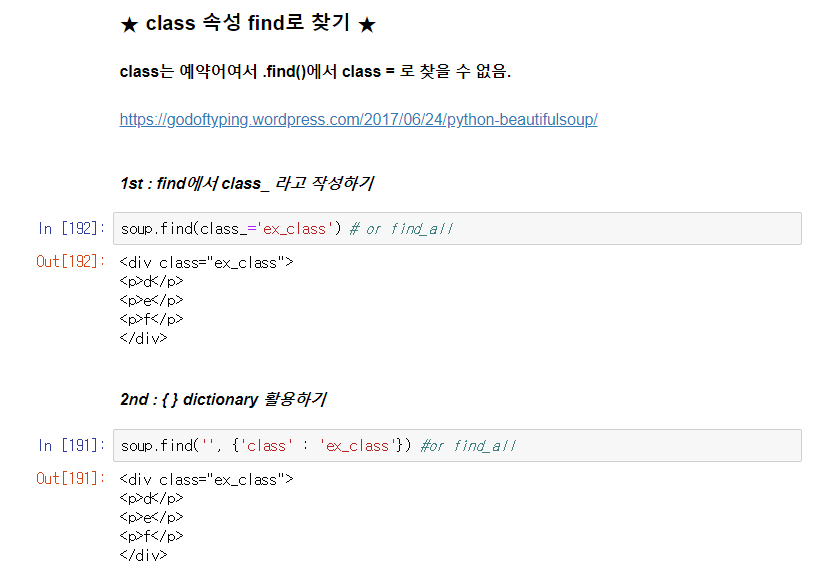 ★ class 속성 find로 찾기 ★
class는 예약어여서 .find()에서 class = 로 찾을 수 없음.
https://godoftyping.wordpress.com/2017/06/24/python-beautifulsoup/
1st : find에서 class_ 라고 작성하기
In [192]: soup.find(class_='ex_class') # or find_all
Out[192]: <div class="ex_class">
<p>d</p>
<p>e</p>
<p>f</p>
</div>
2nd : { } dictionary 활용하기
In [191]: soup.find('', {'class' : 'ex_class'}) #or find_all
Out[191]: <div class="ex_class">
<p>d</p>
<p>e</p>
<p>f</p>
</div>